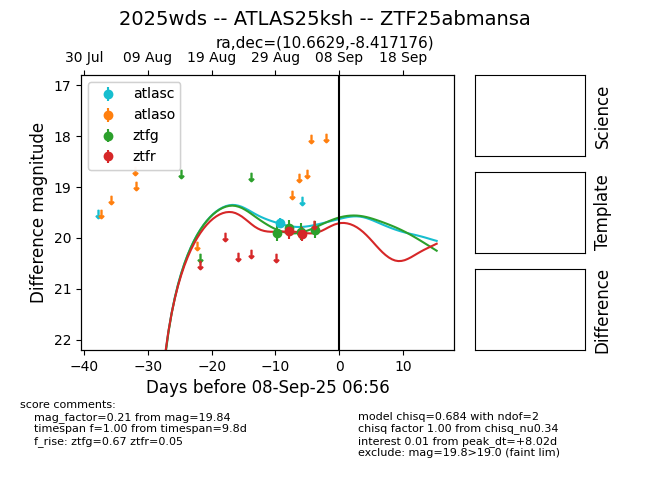 2025wds -- ATLAS25ksh -- ZTF25abmansa
ra,dec=(10.6629,-8.417176)
30 Jul 09 Aug 19 Aug 29 Aug 08 Sep 18 Sep
17
18
19
20
21
22
Difference magnitude
atlasc
atlaso
ztfg
ztfr
−40 −30 −20 −10 0 10
Days before 08-Sep-25 06:56
Science
Template
Difference
score comments:
mag_factor=0.21 from mag=19.84
timespan f=1.00 from timespan=9.8d
f_rise: ztfg=0.67 ztfr=0.05
model chisq=0.684 with ndof=2
chisq factor 1.00 from chisq_nu0.34
interest 0.01 from peak_dt=+8.02d
exclude: mag=19.8>19.0 (faint lim)